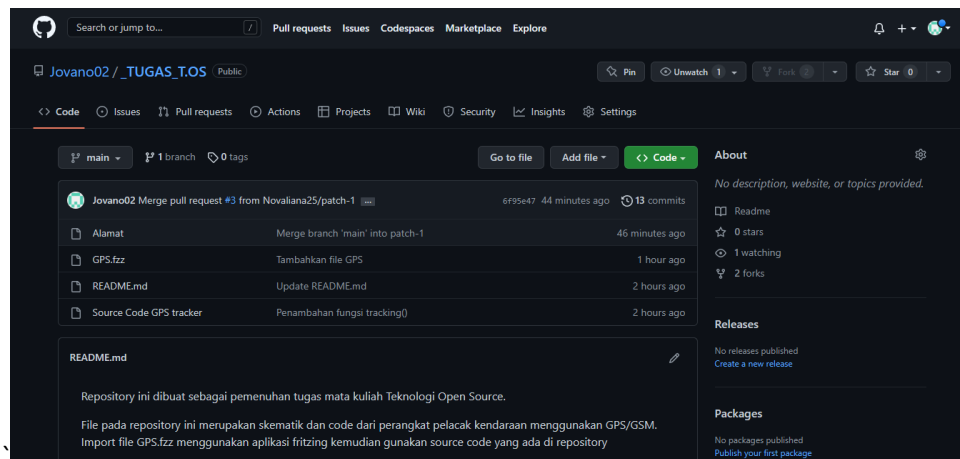 Search or jump to... / Pull requests Issues Codespaces Marketplace Explore
Jovano02 / _TUGAS_T.OS Public Pin Unwatch 1 Fork 2 Star 0
Code Issues Pull requests Actions Projects Wiki Security Insights Settings
main 1 branch 0 tags Go to file Add file Code
Jovano02 Merge pull request #3 from Novaliana25/patch-1 ... 6f95e47 44 minutes ago 13 commits
Alamat Merge branch 'main' into patch-1 46 minutes ago
GPS.fzz Tambahkan file GPS 1 hour ago
README.md Update README.md 2 hours ago
Source Code GPS tracker Penambahan fungsi tracking() 2 hours ago
README.md
Repository ini dibuat sebagai pemenuhan tugas mata kuliah Teknologi Open Source.
File pada repository ini merupakan skematik dan code dari perangkat pelacak kendaraan menggunakan GPS/GSM.
Import file GPS.fzz menggunakan aplikasi fritzing kemudian gunakan source code yang ada di repository
`
About
No description, website, or topics provided.
Readme
0 stars
1 watching
2 forks
Releases
No releases published
Create a new release
Packages
No packages published
Publish your first package